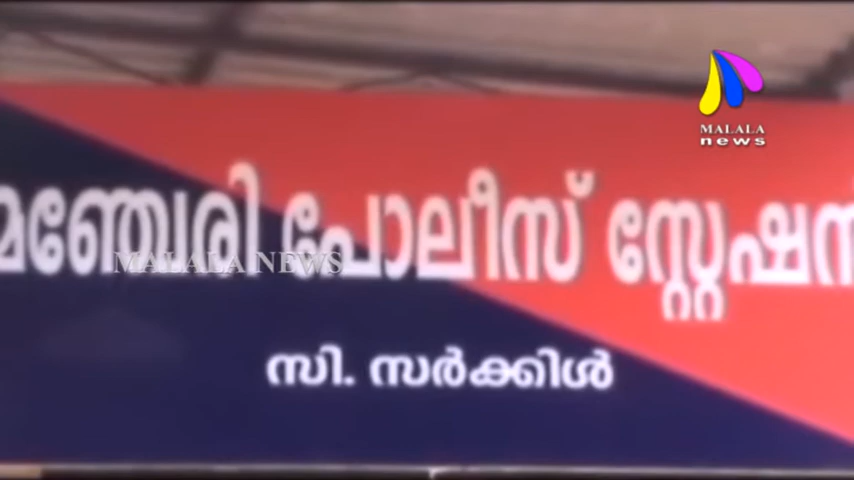 MALALA
news
മഞ്ചേരി പോലീസ് സ്റ്റേഷൻ
MALALA NEWS
സി. സർക്കിൾ